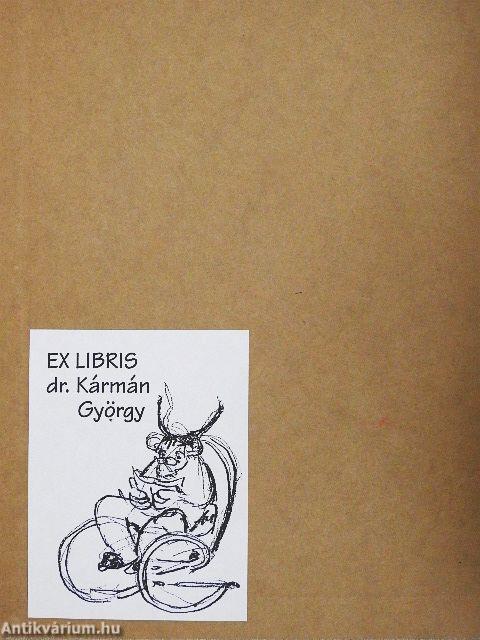 EX LIBRIS
dr. Kármán
György
Antikvárium.hu